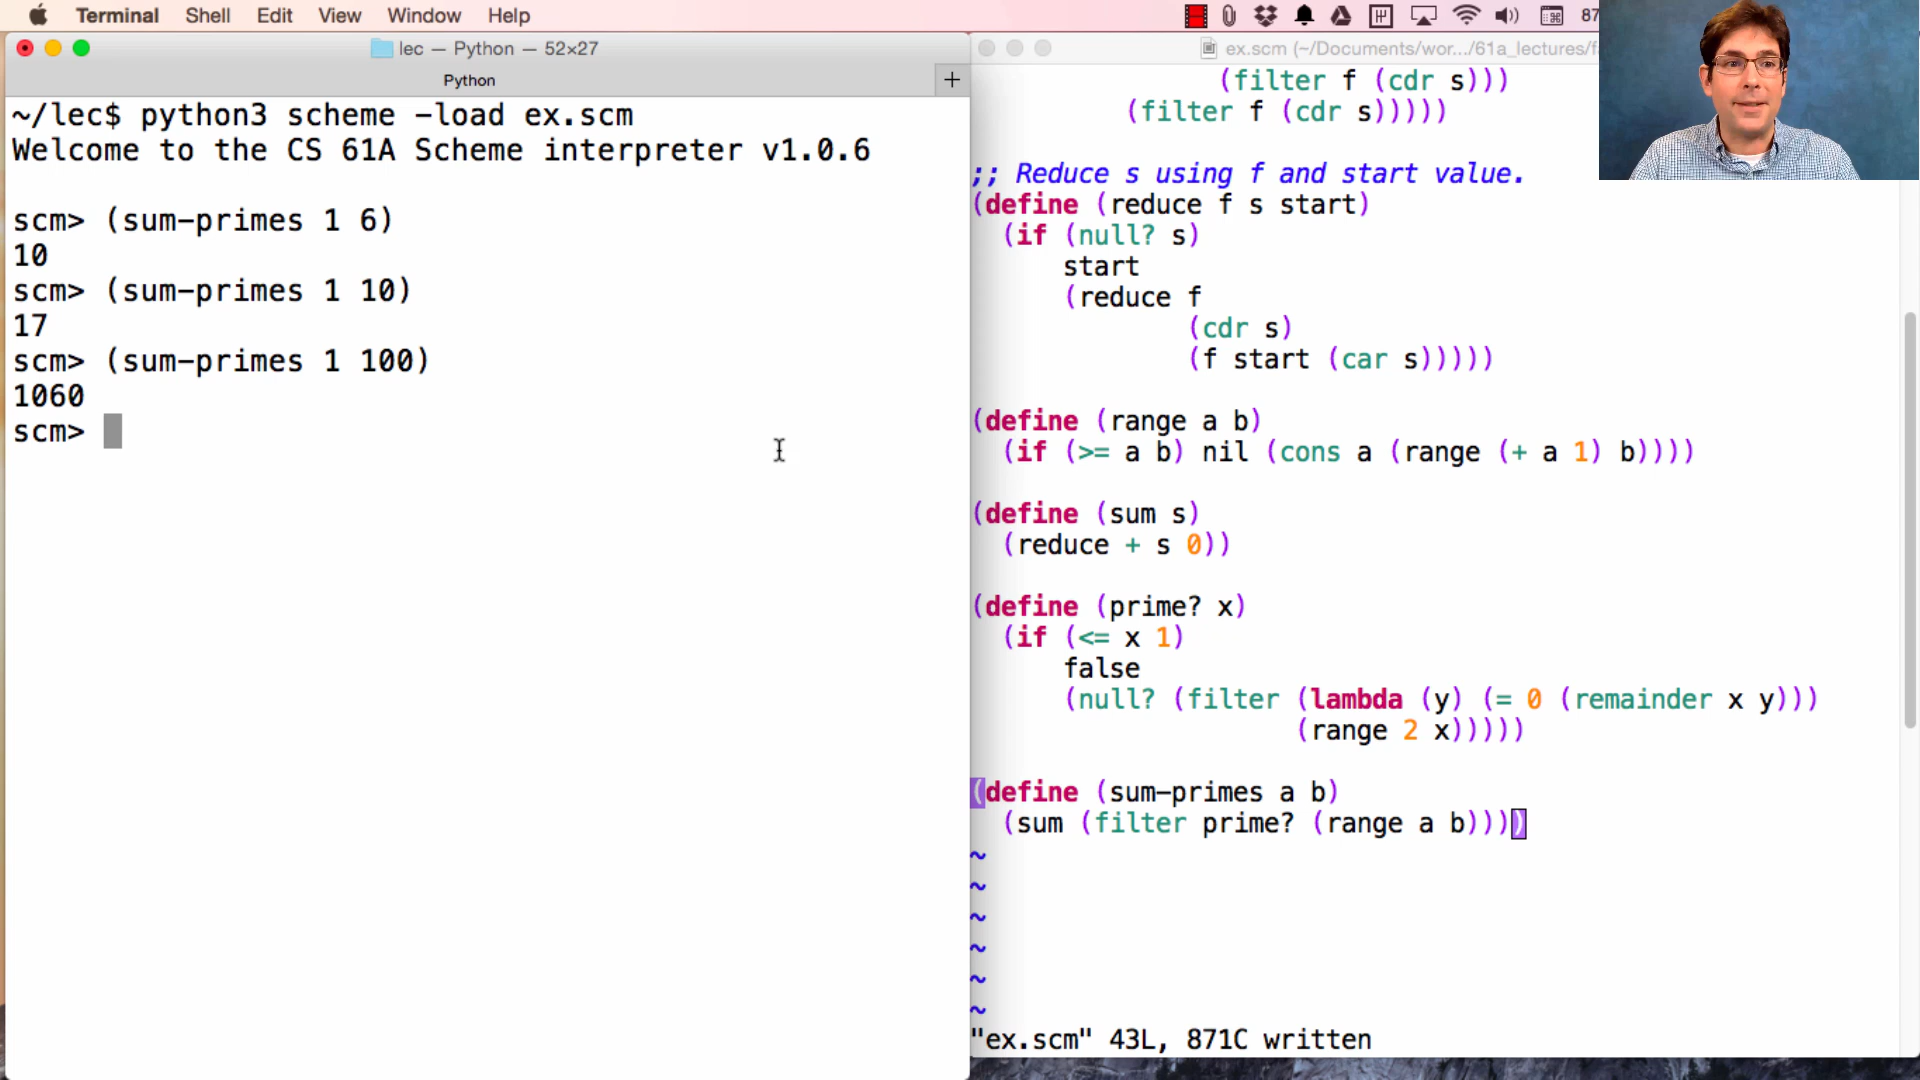 Terminal Shell Edit View Window Help 87
lec — Python — 52×27
Python
~/lec$ python3 scheme -load ex.scm
Welcome to the CS 61A Scheme interpreter v1.0.6
scm> (sum-primes 1 6)
10
scm> (sum-primes 1 10)
17
scm> (sum-primes 1 100)
1060
scm>
ex.scm (~/Documents/wor.../61a_lectures/f
(filter f (cdr s)))
(filter f (cdr s)))))
;; Reduce s using f and start value.
(define (reduce f s start)
(if (null? s)
start
(reduce f
(cdr s)
(f start (car s)))))
(define (range a b)
(if (>= a b) nil (cons a (range (+ a 1) b))))
(define (sum s)
(reduce + s 0))
(define (prime? x)
(if (<= x 1)
false
(null? (filter (lambda (y) (= 0 (remainder x y)))
(range 2 x)))))
(define (sum-primes a b)
(sum (filter prime? (range a b))))
~
~
~
~
~
~
"ex.scm" 43L, 871C written